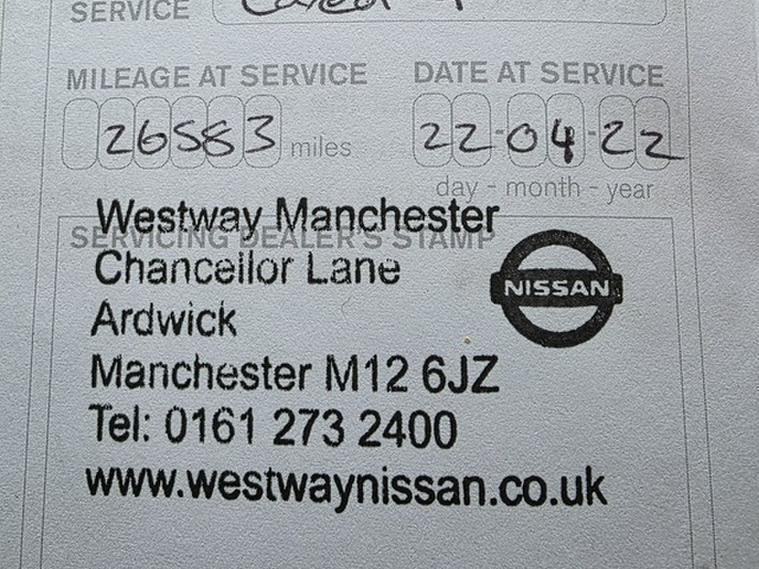 SERVICE
MILEAGE AT SERVICE
DATE AT SERVICE
26583 miles
22-04-22
day - month - year
SERVICING DEALER'S STAMP
Westway Manchester
Chancellor Lane
Ardwick
Manchester M12 6JZ
Tel: 0161 273 2400
www.westwaynissan.co.uk
NISSAN